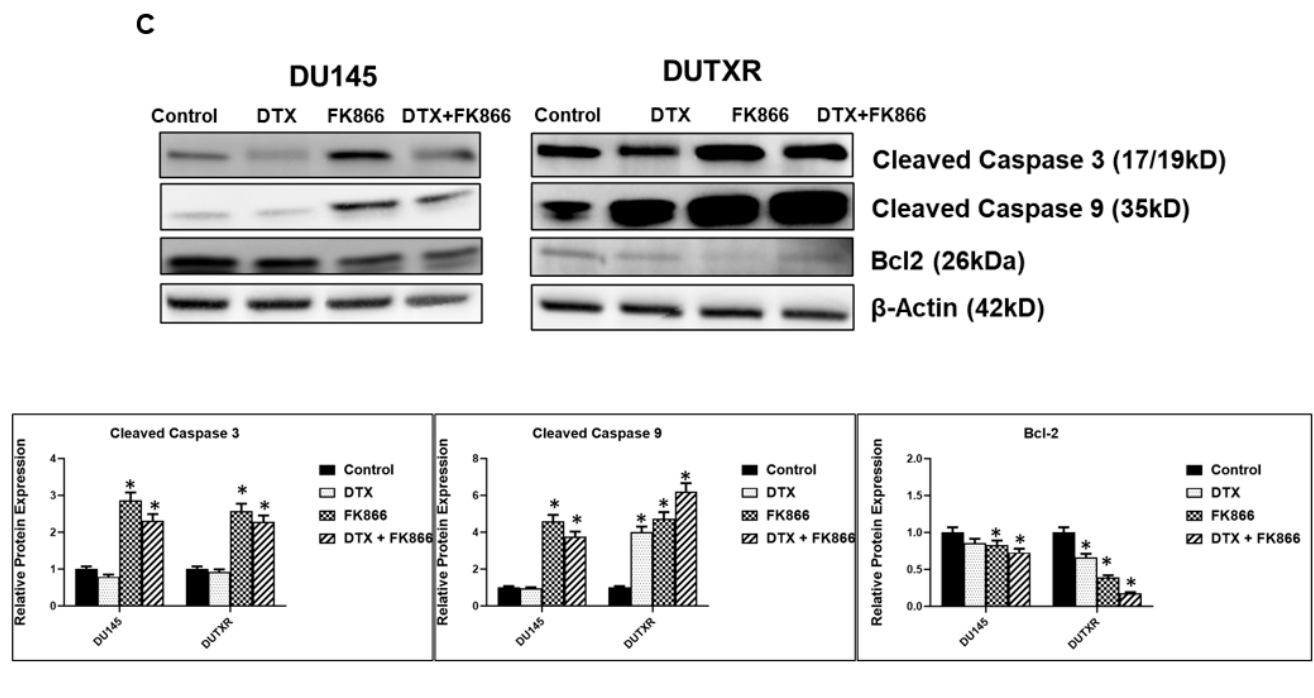 C
DU145
DUTXR
Control DTX FK866 DTX+FK866
Control DTX FK866 DTX+FK866
Cleaved Caspase 3 (17/19kD)
Cleaved Caspase 9 (35kD)
Bcl2 (26kDa)
β-Actin (42kD)
Cleaved Caspase 3
Relative Protein Expression
4
3
2
1
0
* * * *
DU145
DUTXR
Control
DTX
FK866
DTX + FK866
Cleaved Caspase 9
Relative Protein Expression
8
6
4
2
0
* * * * *
DU145
DUTXR
Control
DTX
FK866
DTX + FK866
Bcl-2
Relative Protein Expression
2.0
1.5
1.0
0.5
0.0
* * * * *
DU145
DUTXR
Control
DTX
FK866
DTX + FK866